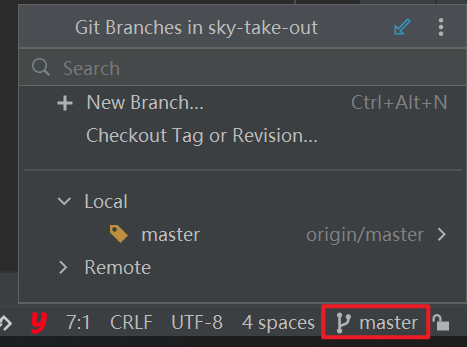 Git Branches in sky-take-out
Search
New Branch... Ctrl+Alt+N
Checkout Tag or Revision...
Local
master origin/master
Remote
y 7:1 CRLF UTF-8 4 spaces master